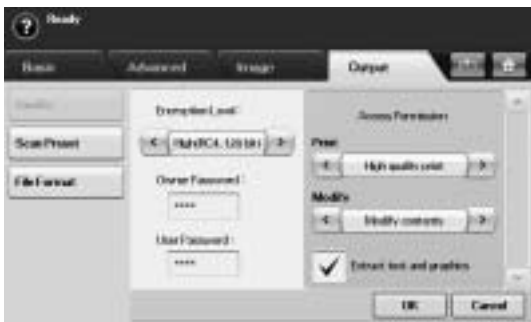 Ready
Basic
Advanced
Image
Output
Quality
Scan Preset
File Format
Encryption Level :
High(RC4, 128 bit)
Owner Password :
****
User Password :
****
Access Permission
Print
High quality print
Modify
Modify contents
Extract text and graphics
OK
Cancel